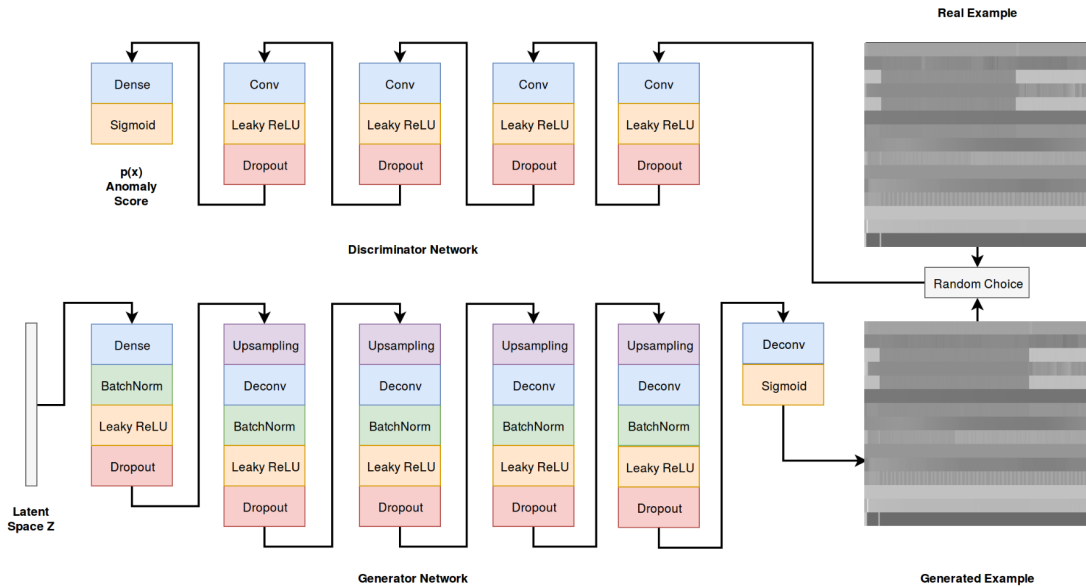 Real Example
Dense
Sigmoid
p(x)
Anomaly
Score
Conv
Leaky ReLU
Dropout
Conv
Leaky ReLU
Dropout
Conv
Leaky ReLU
Dropout
Conv
Leaky ReLU
Dropout
Discriminator Network
Random Choice
Latent
Space Z
Dense
BatchNorm
Leaky ReLU
Dropout
Upsampling
Deconv
BatchNorm
Leaky ReLU
Dropout
Upsampling
Deconv
BatchNorm
Leaky ReLU
Dropout
Upsampling
Deconv
BatchNorm
Leaky ReLU
Dropout
Upsampling
Deconv
BatchNorm
Leaky ReLU
Dropout
Deconv
Sigmoid
Generator Network
Generated Example